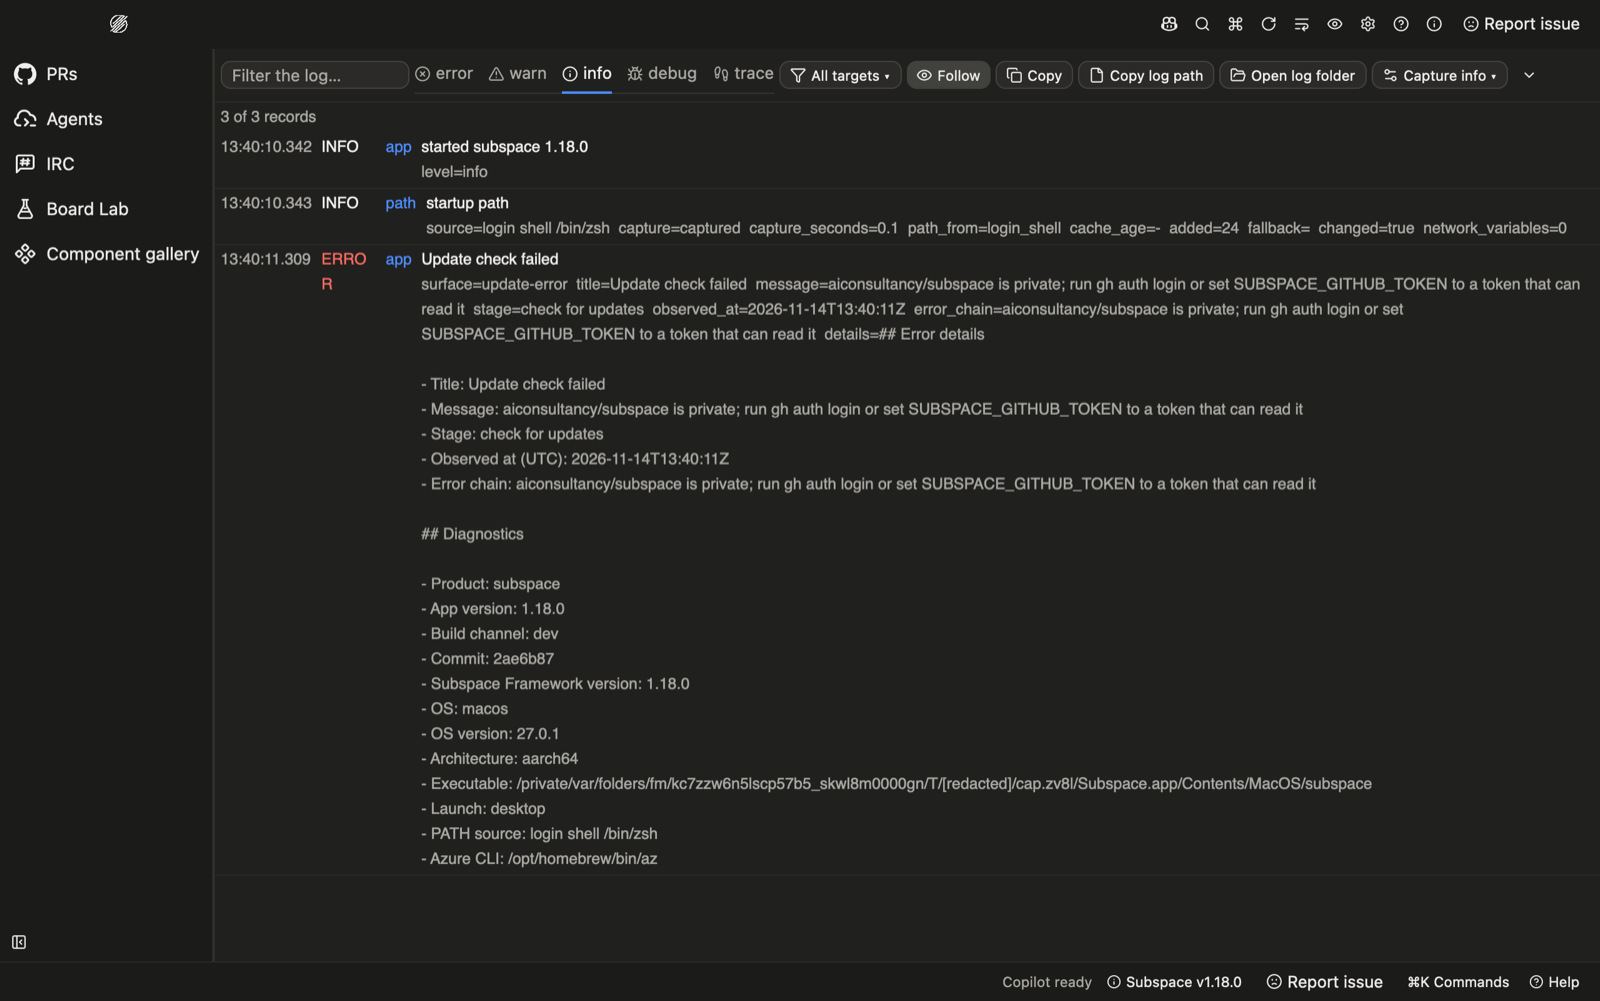 Report issue
PRs
Agents
IRC
Board Lab
Component gallery
Filter the log...
error
warn
info
debug
trace
All targets
Follow
Copy
Copy log path
Open log folder
Capture info
3 of 3 records
13:40:10.342 INFO app started subspace 1.18.0
level=info
13:40:10.343 INFO path startup path
source=login shell /bin/zsh capture=captured capture_seconds=0.1 path_from=login_shell cache_age=- added=24 fallback= changed=true network_variables=0
13:40:11.309 ERRO app Update check failed
R surface=update-error title=Update check failed message=aiconsultancy/subspace is private; run gh auth login or set SUBSPACE_GITHUB_TOKEN to a token that can
read it stage=check for updates observed_at=2026-11-14T13:40:11Z error_chain=aiconsultancy/subspace is private; run gh auth login or set
SUBSPACE_GITHUB_TOKEN to a token that can read it details=## Error details
- Title: Update check failed
- Message: aiconsultancy/subspace is private; run gh auth login or set SUBSPACE_GITHUB_TOKEN to a token that can read it
- Stage: check for updates
- Observed at (UTC): 2026-11-14T13:40:11Z
- Error chain: aiconsultancy/subspace is private; run gh auth login or set SUBSPACE_GITHUB_TOKEN to a token that can read it
## Diagnostics
- Product: subspace
- App version: 1.18.0
- Build channel: dev
- Commit: 2ae6b87
- Subspace Framework version: 1.18.0
- OS: macos
- OS version: 27.0.1
- Architecture: aarch64
- Executable: /private/var/folders/fm/kc7zzw6n5lscp57b5_skwl8m0000gn/T/[redacted]/cap.zv8l/Subspace.app/Contents/MacOS/subspace
- Launch: desktop
- PATH source: login shell /bin/zsh
- Azure CLI: /opt/homebrew/bin/az
Copilot ready
Subspace v1.18.0
Report issue
⌘K Commands
Help